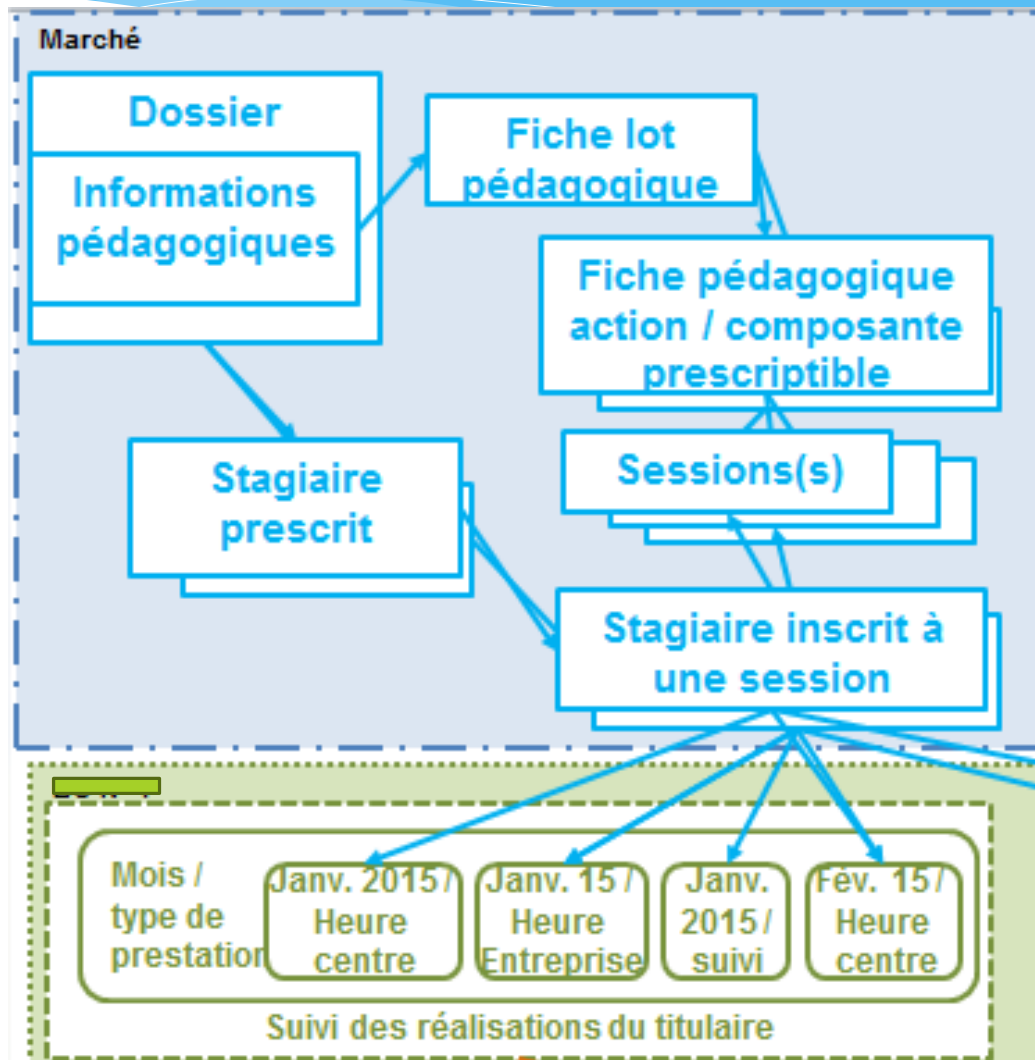 Marché
Dossier
Informations
pédagogiques
Fiche lot
pédagogique
Fiche pédagogique
action / composante
prescriptible
Stagiaire
prescrit
Sessions(s)
Stagiaire inscrit à
une session
Mois /
type de
prestation
Janv. 2015 /
Heure
centre
Janv. 15 /
Heure
Entreprise
Janv.
2015 /
suivi
Fév. 15 /
Heure
centre
Suivi des réalisations du titulaire